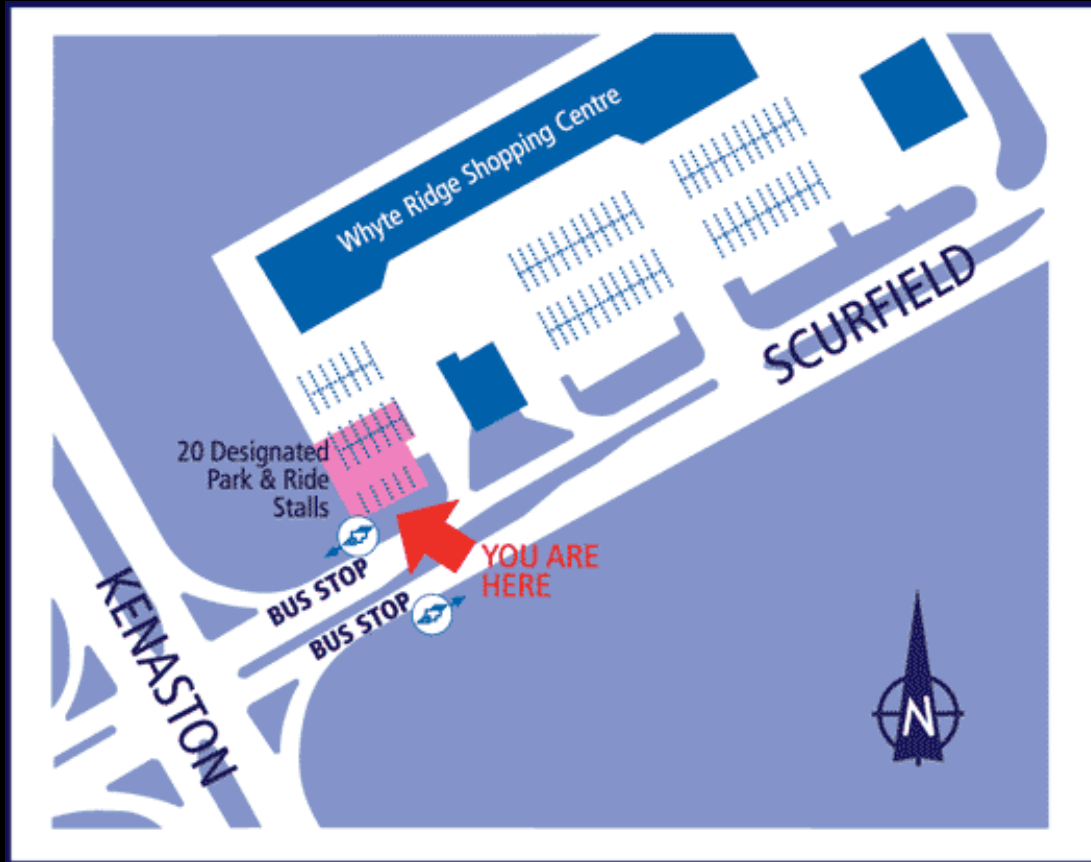 Whyte Ridge Shopping Centre
SCURFIELD
20 Designated
Park & Ride
Stalls
YOU ARE
HERE
BUS STOP
BUS STOP
KENASTON
N